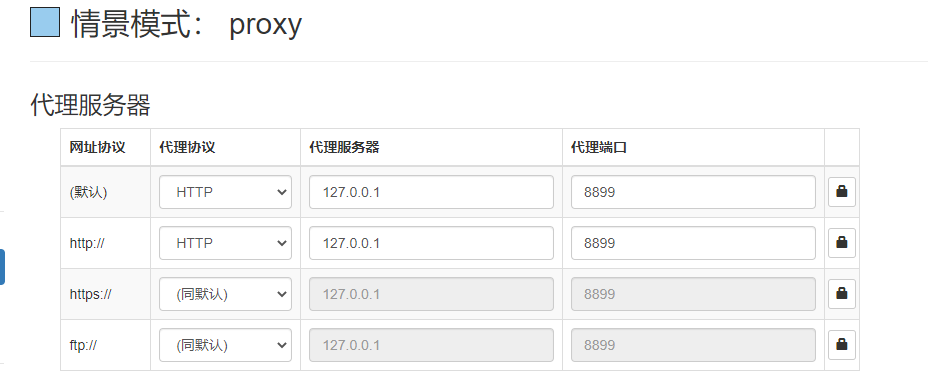 情景模式： proxy
代理服务器
网址协议 代理协议 代理服务器 代理端口
(默认) HTTP 127.0.0.1 8899
http:// HTTP 127.0.0.1 8899
https:// (同默认) 127.0.0.1 8899
ftp:// (同默认) 127.0.0.1 8899